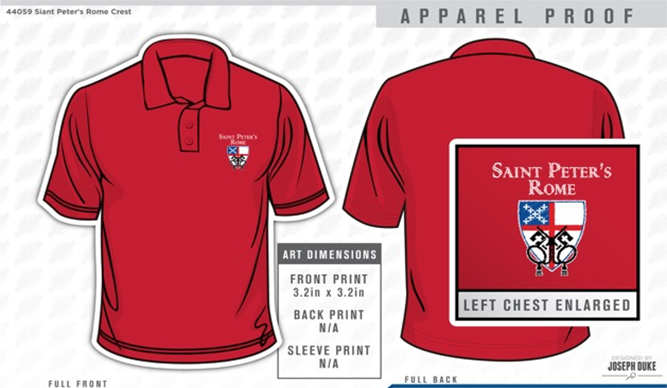 44059 Siant Peter's Rome Crest
APPAREL PROOF
SAINT PETER'S
ROME
SAINT PETER'S
ROME
LEFT CHEST ENLARGED
ART DIMENSIONS
FRONT PRINT
3.2in x 3.2in
BACK PRINT
N/A
SLEEVE PRINT
N/A
FULL FRONT
FULL BACK
DESIGNED BY
JOSEPH DUKE